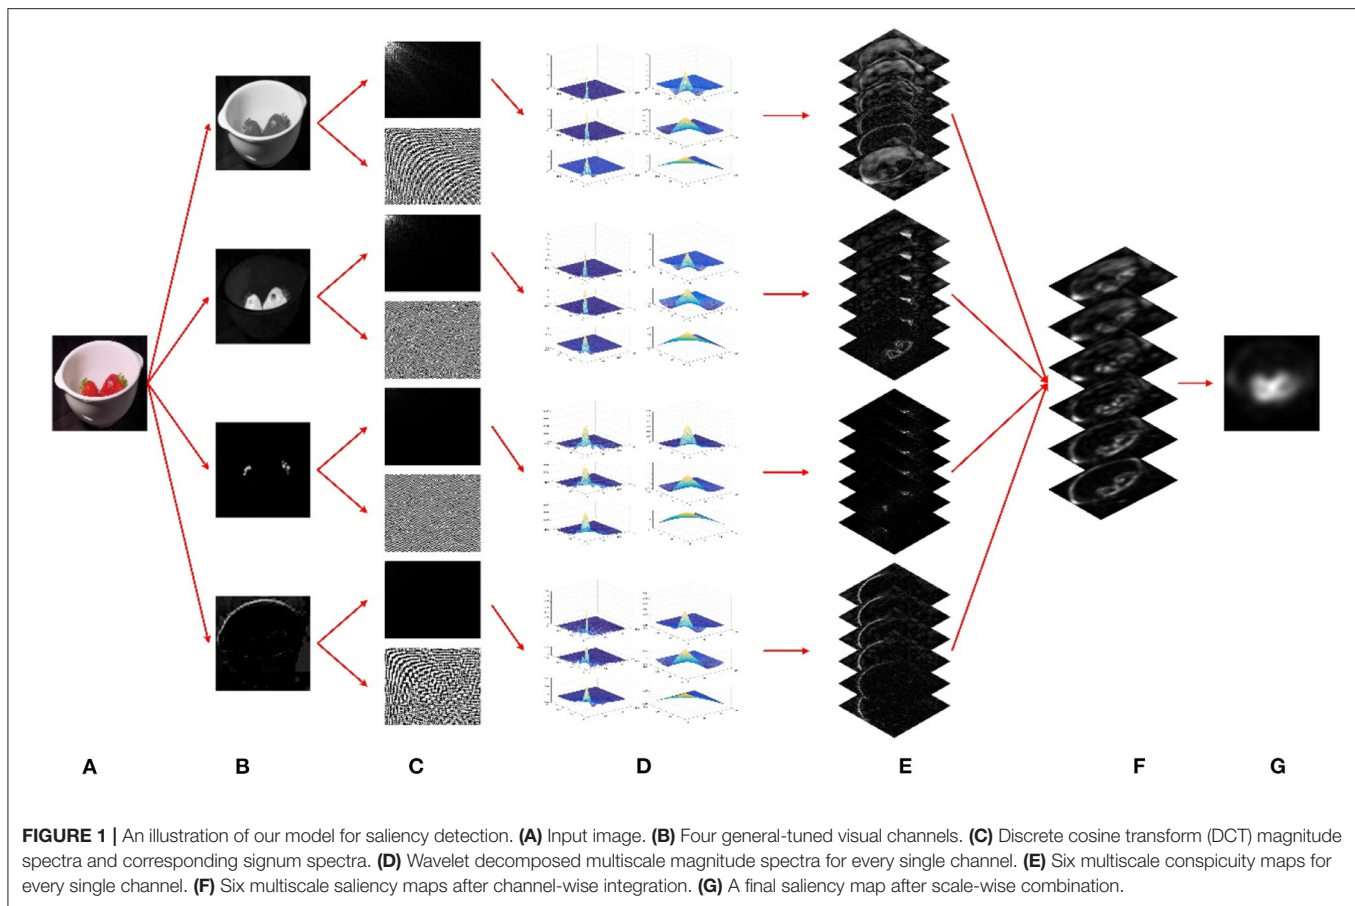 A B C D E F G
FIGURE 1 | An illustration of our model for saliency detection. (A) Input image. (B) Four general-tuned visual channels. (C) Discrete cosine transform (DCT) magnitude
spectra and corresponding signum spectra. (D) Wavelet decomposed multiscale magnitude spectra for every single channel. (E) Six multiscale conspicuity maps for
every single channel. (F) Six multiscale saliency maps after channel-wise integration. (G) A final saliency map after scale-wise combination.